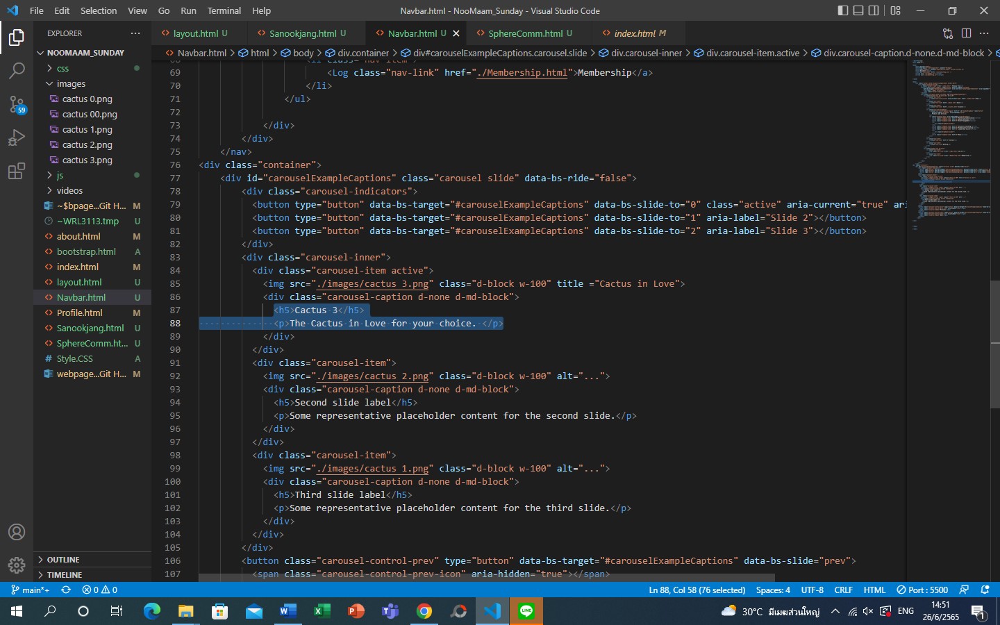 File Edit Selection View Go Run Terminal Help Navbar.html - NooMaam_Sunday - Visual Studio Code
EXPLORER ... layout.html U Sanookjang.html U Navbar.html U SphereComm.html U index.html M
Navbar.html > html > body > div.container > div#carouselExampleCaptions.carousel.slide > div.carousel-inner > div.carousel-item.active > div.carousel-caption.d-none.d-md-block >
NOOMAAM_SUNDAY
css
images
cactus 0.png
cactus 00.png
cactus 1.png
cactus 2.png
cactus 3.png
js
videos
~$bpage...Git H... M
~WRL3113.tmp U
about.html M
bootstrap.html A
index.html M
layout.html U
Navbar.html U
Profile.html M
Sanookjang.html U
SphereComm.ht... U
Style.CSS A
webpage...Git H... M
OUTLINE
TIMELINE
59
68 <li class="nav-item">
69 <Log class="nav-link" href="./Membership.html">Membership</a>
70 </li>
71 </ul>
72
73 </div>
74 </div>
75 </nav>
76 <div class="container">
77 <div id="carouselExampleCaptions" class="carousel slide" data-bs-ride="false">
78 <div class="carousel-indicators">
79 <button type="button" data-bs-target="#carouselExampleCaptions" data-bs-slide-to="0" class="active" aria-current="true" ari
80 <button type="button" data-bs-target="#carouselExampleCaptions" data-bs-slide-to="1" aria-label="Slide 2"></button>
81 <button type="button" data-bs-target="#carouselExampleCaptions" data-bs-slide-to="2" aria-label="Slide 3"></button>
82 </div>
83 <div class="carousel-inner">
84 <div class="carousel-item active">
85 <img src="./images/cactus 3.png" class="d-block w-100" title ="Cactus in Love">
86 <div class="carousel-caption d-none d-md-block">
87 <h5>Cactus 3</h5>
88 <p>The Cactus in Love for your choice. </p>
89 </div>
90 </div>
91 <div class="carousel-item">
92 <img src="./images/cactus 2.png" class="d-block w-100" alt="...">
93 <div class="carousel-caption d-none d-md-block">
94 <h5>Second slide label</h5>
95 <p>Some representative placeholder content for the second slide.</p>
96 </div>
97 </div>
98 <div class="carousel-item">
99 <img src="./images/cactus 1.png" class="d-block w-100" alt="...">
100 <div class="carousel-caption d-none d-md-block">
101 <h5>Third slide label</h5>
102 <p>Some representative placeholder content for the third slide.</p>
103 </div>
104 </div>
105 </div>
106 <button class="carousel-control-prev" type="button" data-bs-target="#carouselExampleCaptions" data-bs-slide="prev">
107 <span class="carousel-control-prev-icon" aria-hidden="true"></span>
main*+ 0 0 Ln 88, Col 58 (76 selected) Spaces: 4 UTF-8 CRLF HTML Port : 5500
30°C มีเมฆส่วนใหญ่ ENG 14:51
26/6/2565 1